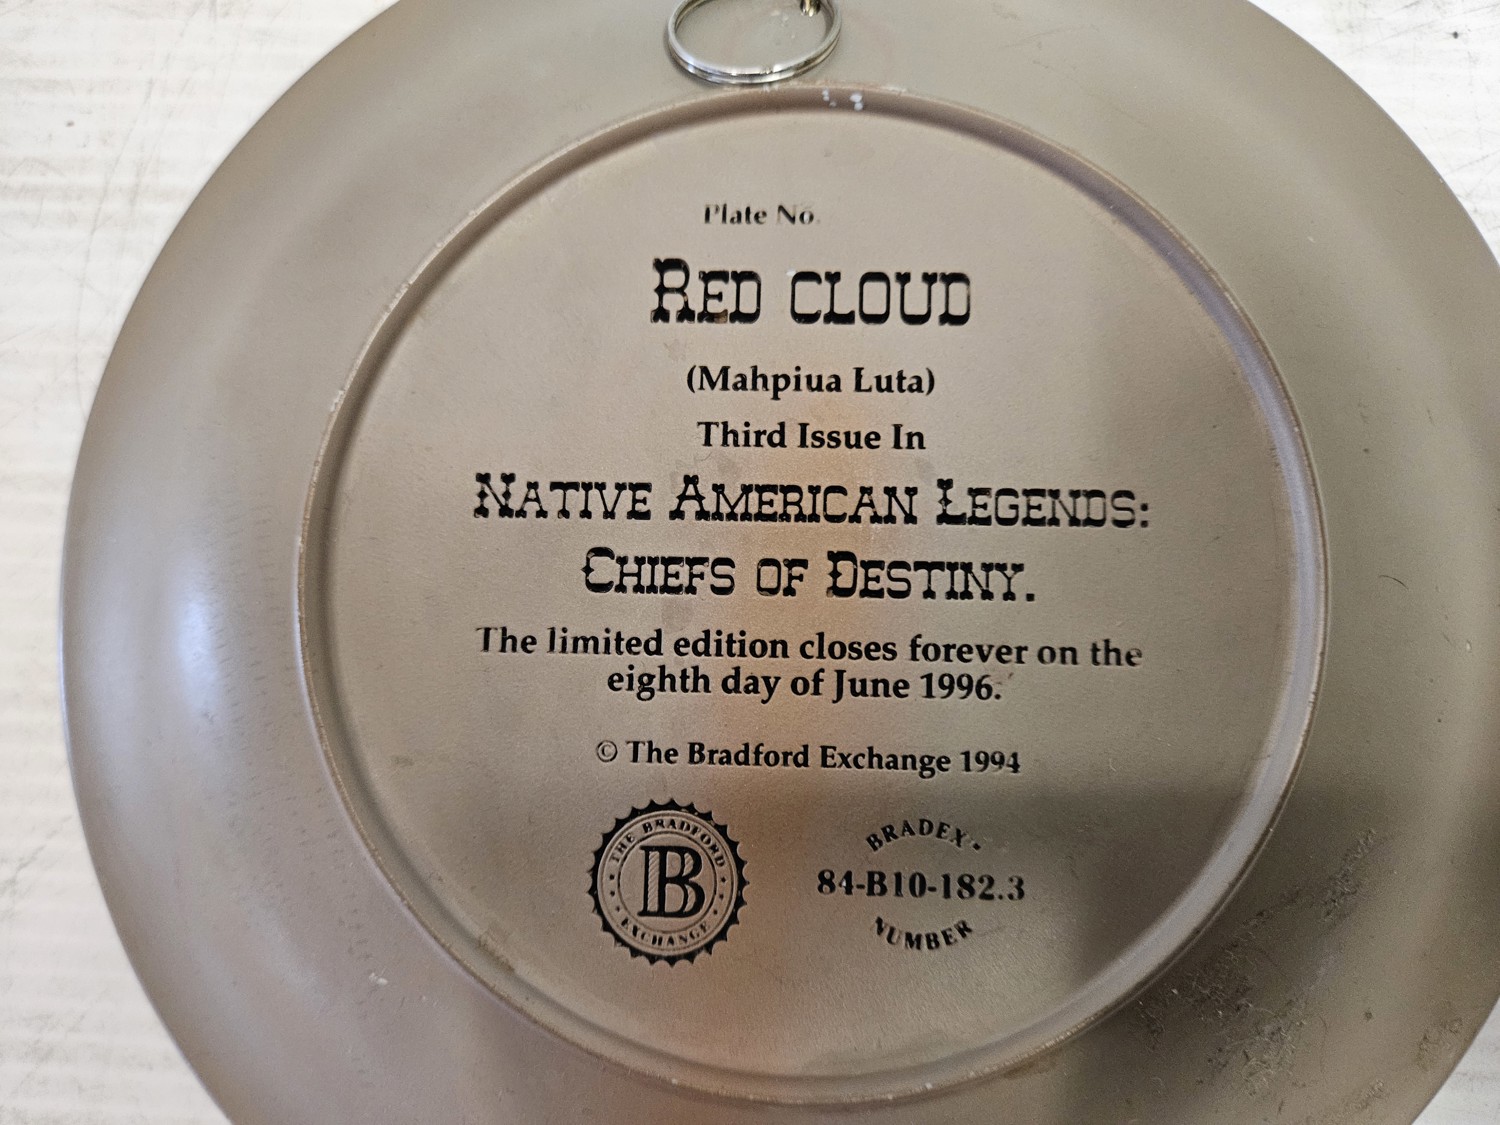 Plate No.
RED CLOUD
(Mahpiua Luta)
Third Issue In
NATIVE AMERICAN LEGENDS:
CHIEFS OF DESTINY.
The limited edition closes forever on the
eighth day of June 1996.
© The Bradford Exchange 1994
THE BRADFORD
B
EXCHANGE
BRADEX
84-B10-182.3
NUMBER